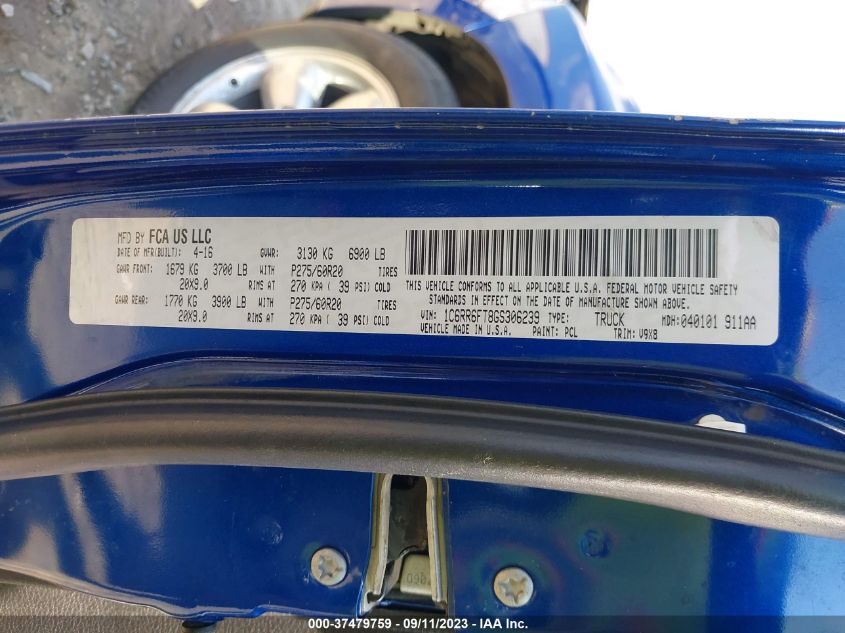 MFD BY FCA US LLC
DATE OF MFR(BUILT): 4-16 GVWR: 3130 KG 6900 LB
GAWR FRONT: 1679 KG 3700 LB WITH P275/60R20 TIRES
20X9.0 RIMS AT 270 KPA ( 39 PSI) COLD
GAWR REAR: 1770 KG 3900 LB WITH P275/60R20 TIRES
20X9.0 RIMS AT 270 KPA ( 39 PSI) COLD
THIS VEHICLE CONFORMS TO ALL APPLICABLE U.S.A. FEDERAL MOTOR VEHICLE SAFETY
STANDARDS IN EFFECT ON THE DATE OF MANUFACTURE SHOWN ABOVE.
VIN: 1C6RR6FT8GS306239 TYPE: TRUCK MDH: 040101 911AA
VEHICLE MADE IN U.S.A. PAINT: PCL TRIM: V9X8
000-37479759 - 09/11/2023 - IAAI.com